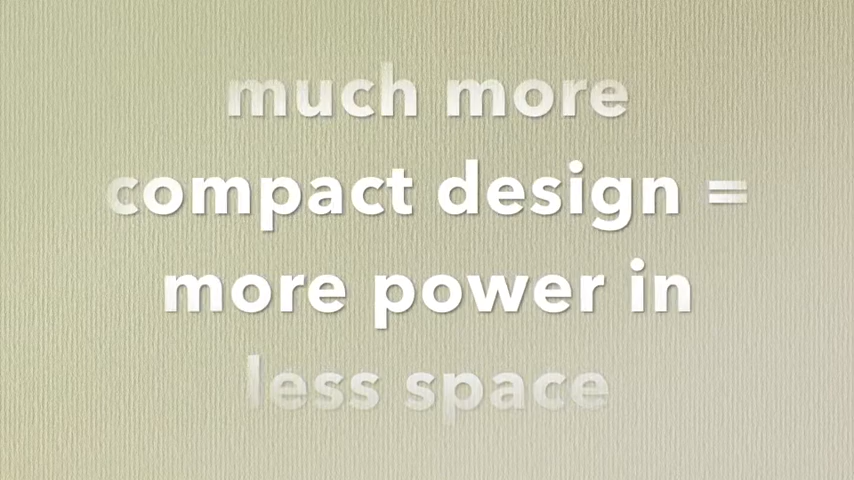 much more
compact design =
more power in
less space